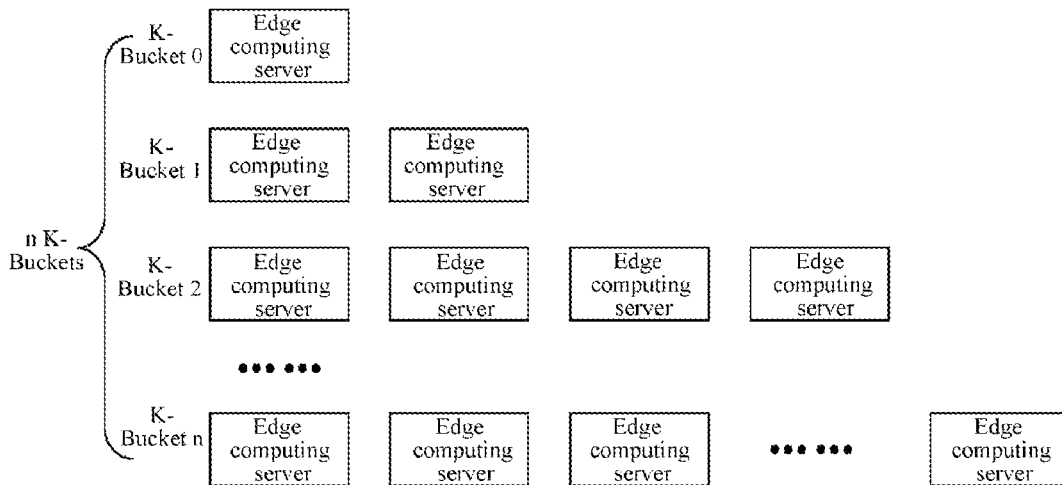 K-
Bucket 0
Edge
computing
server
K-
Bucket 1
Edge
computing
server
Edge
computing
server
n K-
Buckets
K-
Bucket 2
Edge
computing
server
Edge
computing
server
Edge
computing
server
Edge
computing
server
K-
Bucket n
Edge
computing
server
Edge
computing
server
Edge
computing
server
Edge
computing
server